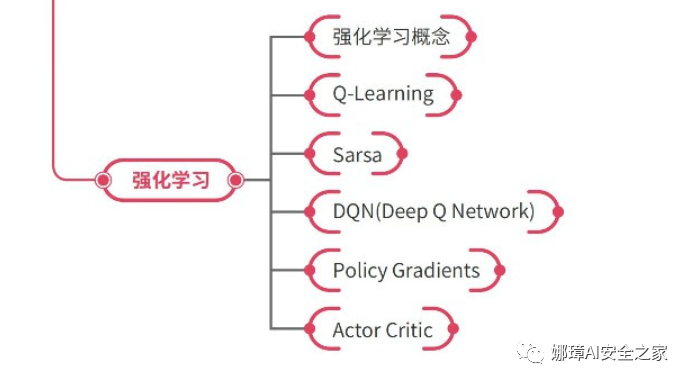 强化学习
强化学习概念
Q-Learning
Sarsa
DQN(Deep Q Network)
Policy Gradients
Actor Critic
娜璋AI安全之家